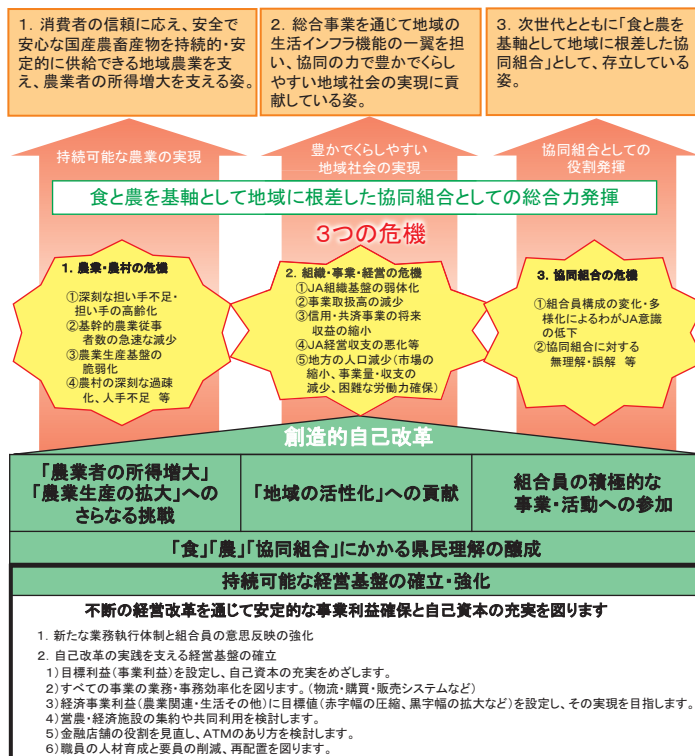 1. 消費者の信頼に応え、安全で
安心な国産農畜産物を持続的・安
定的に供給できる地域農業を支
え、農業者の所得増大を支える姿。
2. 総合事業を通じて地域の
生活インフラ機能の一翼を担
い、協同の力で豊かでくらし
やすい地域社会の実現に貢
献している姿。
3. 次世代とともに「食と農を
基軸として地域に根差した協
同組合」として、存立している
姿。
持続可能な農業の実現
豊かでくらしやすい
地域社会の実現
協同組合としての
役割発揮
食と農を基軸として地域に根差した協同組合としての総合力発揮
3つの危機
1. 農業・農村の危機
①深刻な担い手不足・
担い手の高齢化
②基幹的農業従事
者数の急速な減少
③農業生産基盤の
脆弱化
④農村の深刻な過疎
化、人手不足 等
2. 組織・事業・経営の危機
①JA組織基盤の弱体化
②事業取扱高の減少
③信用・共済事業の将来
収益の縮小
④JA経営収支の悪化等
⑤地方の人口減少(市場の
縮小、事業量・収支の
減少、困難な労働力確保)
3. 協同組合の危機
①組合員構成の変化・多
様化によるわがJA意識
の低下
②協同組合に対する
無理解・誤解 等
創造的自己改革
「農業者の所得増大」
「農業生産の拡大」への
さらなる挑戦
「地域の活性化」への貢献
組合員の積極的な
事業・活動への参加
「食」「農」「協同組合」にかかる県民理解の醸成
持続可能な経営基盤の確立・強化
不断の経営改革を通じて安定的な事業利益確保と自己資本の充実を図ります
1. 新たな業務執行体制と組合員の意思反映の強化
2. 自己改革の実践を支える経営基盤の確立
1)目標利益(事業利益)を設定し、自己資本の充実をめざします。
2)すべての事業の業務・事務効率化を図ります。(物流・購買・販売システムなど)
3)経済事業利益(農業関連・生活その他)に目標値(赤字幅の圧縮、黒字幅の拡大など)を設定し、その実現を目指します。
4)営農・経済施設の集約や共同利用を検討します。
5)金融店舗の役割を見直し、ATMのあり方を検討します。
6)職員の人材育成と要員の削減、再配置を図ります。